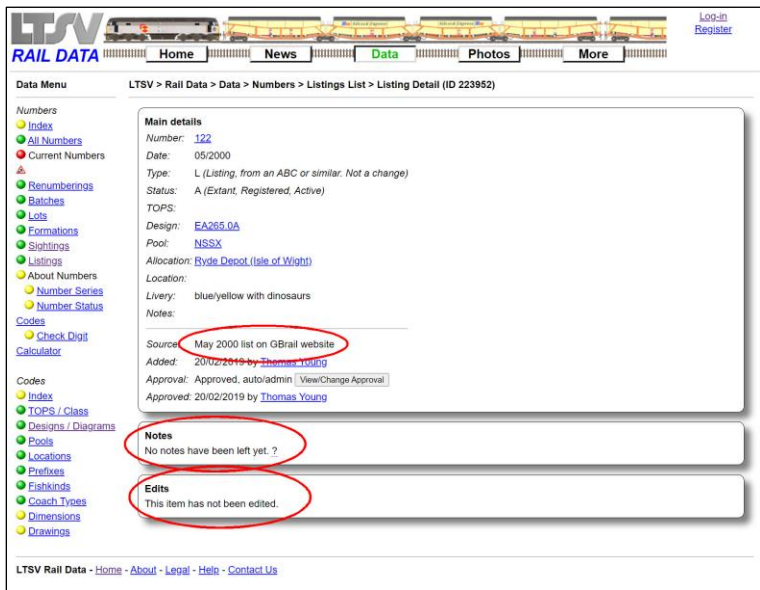 LTSV
RAIL DATA
Home
News
Data
Photos
More
Log-in
Register
Data Menu
LTSV > Rail Data > Data > Numbers > Listings List > Listing Detail (ID 223952)
Numbers
Index
All Numbers
Current Numbers
Renumberings
Batches
Lots
Formations
Sightings
Listings
About Numbers
Number Series
Number Status
Codes
Check Digit
Calculator
Codes
Index
TOPS / Class
Designs / Diagrams
Pools
Locations
Prefixes
Fishkinds
Coach Types
Dimensions
Drawings
Main details
Number: 122
Date: 05/2000
Type: L (Listing, from an ABC or similar. Not a change)
Status: A (Extant, Registered, Active)
TOPS:
Design: EA265.0A
Pool: NSSX
Allocation: Ryde Depot (Isle of Wight)
Location:
Livery: blue/yellow with dinosaurs
Notes:
Source: May 2000 list on GBrail website
Added: 20/02/2019 by Thomas Young
Approval: Approved, auto/admin View/Change Approval
Approved: 20/02/2019 by Thomas Young
Notes
No notes have been left yet. ?
Edits
This item has not been edited.
LTSV Rail Data - Home - About - Legal - Help - Contact Us